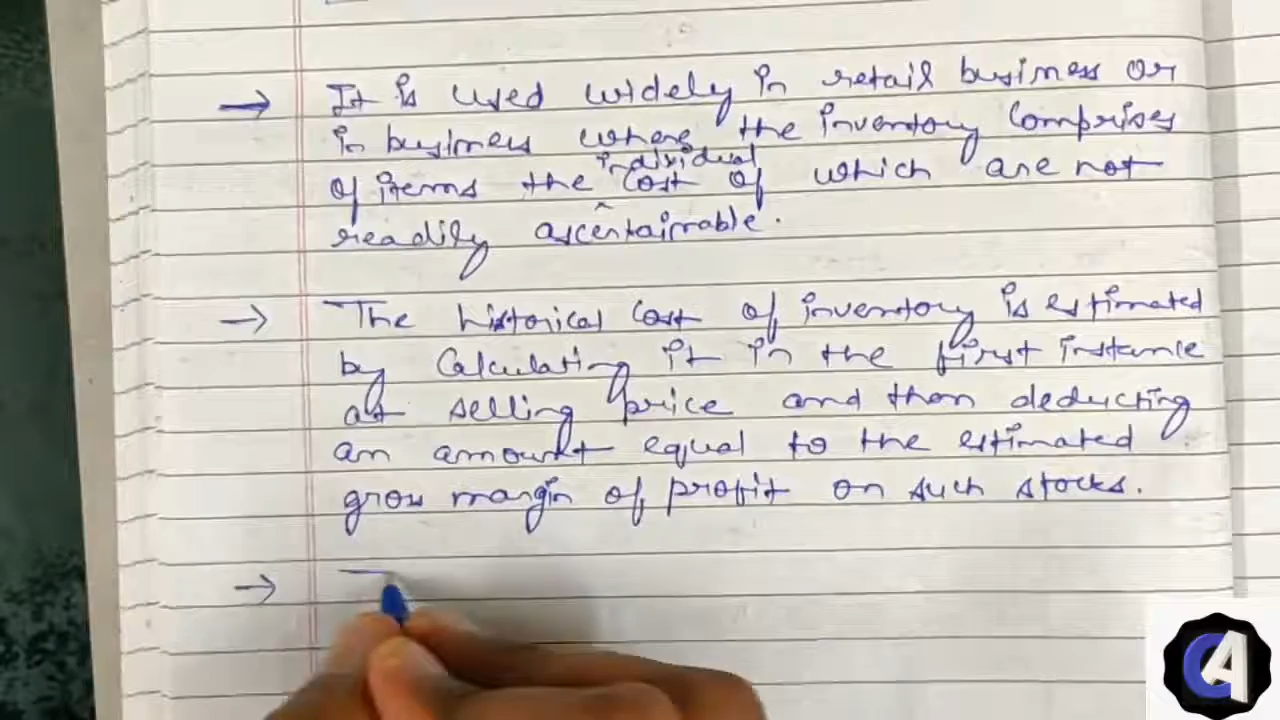 → It is used widely in retail business or
in business where the inventory comprises
of items the individual cost of which are not
readily ascertainable.
→ The historical cost of inventory is estimated
by calculating it in the first instance
at selling price and then deducting
an amount equal to the estimated
gross margin of profit on such stocks.
→
CA